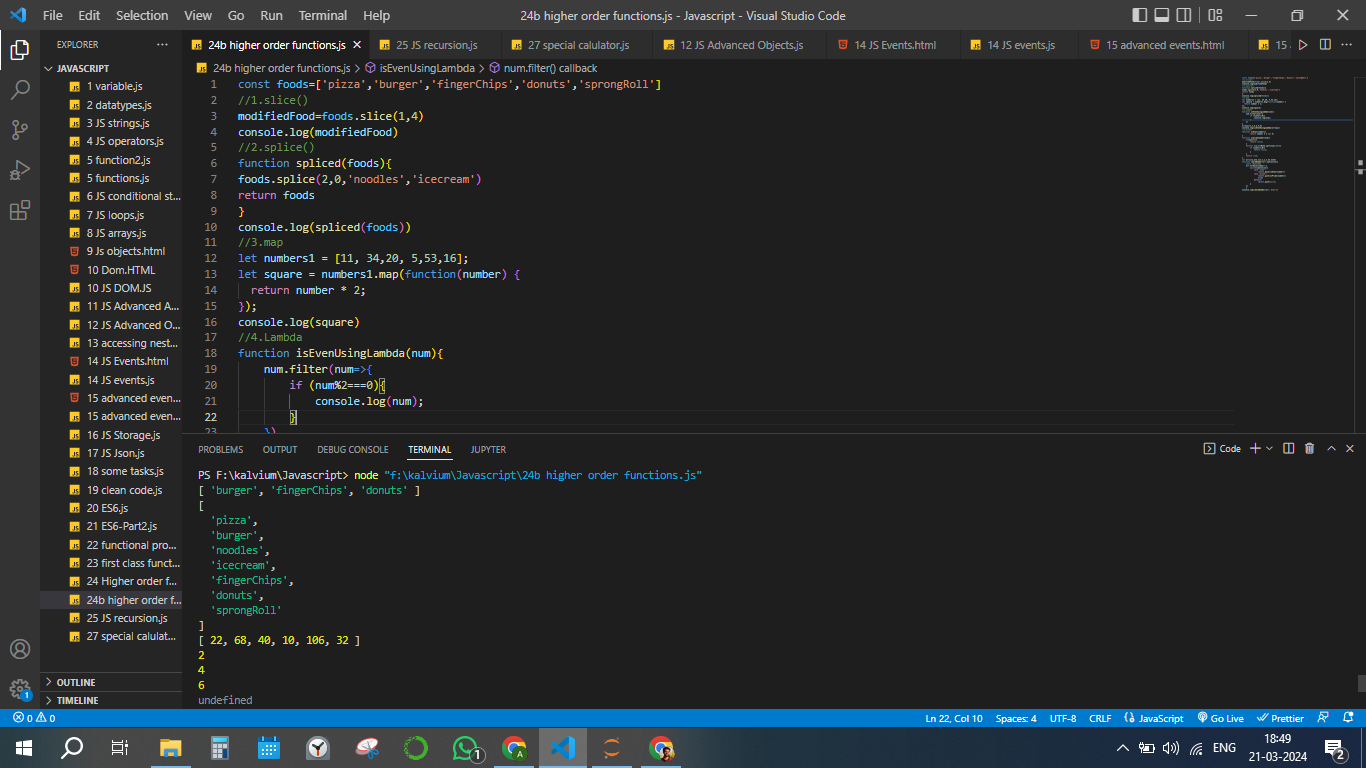 File Edit Selection View Go Run Terminal Help 24b higher order functions.js - Javascript - Visual Studio Code
EXPLORER ···
24b higher order functions.js 25 JS recursion.js 27 special calulator.js 12 JS Advanced Objects.js 14 JS Events.html 14 JS events.js 15 advanced events.html 15
JAVASCRIPT
24b higher order functions.js > isEvenUsingLambda > num.filter() callback
1 variable.js
2 datatypes.js
3 JS strings.js
4 JS operators.js
5 function2.js
5 functions.js
6 JS conditional st...
7 JS loops.js
8 JS arrays.js
9 Js objects.html
10 Dom.HTML
10 JS DOM.JS
11 JS Advanced A...
12 JS Advanced O...
13 accessing nest...
14 JS Events.html
14 JS events.js
15 advanced even...
15 advanced even...
16 JS Storage.js
17 JS Json.js
18 some tasks.js
19 clean code.js
20 ES6.js
21 ES6-Part2.js
22 functional pro...
23 first class funct...
24 Higher order f...
24b higher order f...
25 JS recursion.js
27 special calulat...
OUTLINE
TIMELINE
1 const foods=['pizza','burger','fingerChips','donuts','sprongRoll']
2 //1.slice()
3 modifiedFood=foods.slice(1,4)
4 console.log(modifiedFood)
5 //2.splice()
6 function spliced(foods){
7 foods.splice(2,0,'noodles','icecream')
8 return foods
9 }
10 console.log(spliced(foods))
11 //3.map
12 let numbers1 = [11, 34,20, 5,53,16];
13 let square = numbers1.map(function(number) {
14 return number * 2;
15 });
16 console.log(square)
17 //4.Lambda
18 function isEvenUsingLambda(num){
19 num.filter(num=>{
20 if (num%2===0){
21 console.log(num);
22 }
23 })
PROBLEMS OUTPUT DEBUG CONSOLE TERMINAL JUPYTER Code
PS F:\kalvium\Javascript> node "f:\kalvium\Javascript\24b higher order functions.js"
[ 'burger', 'fingerChips', 'donuts' ]
[
'pizza',
'burger',
'noodles',
'icecream',
'fingerChips',
'donuts',
'sprongRoll'
]
[ 22, 68, 40, 10, 106, 32 ]
2
4
6
undefined
0 0 Ln 22, Col 10 Spaces: 4 UTF-8 CRLF JavaScript Go Live Prettier
ENG
18:49
21-03-2024